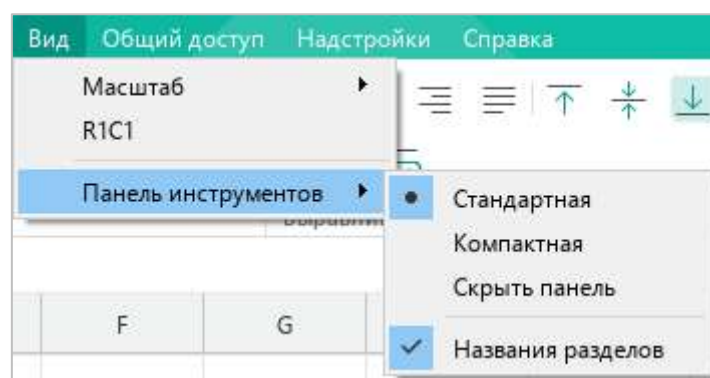 Вид Общий доступ Надстройки Справка
Масштаб
R1C1
Панель инструментов
Стандартная
Компактная
Скрыть панель
F G
Названия разделов